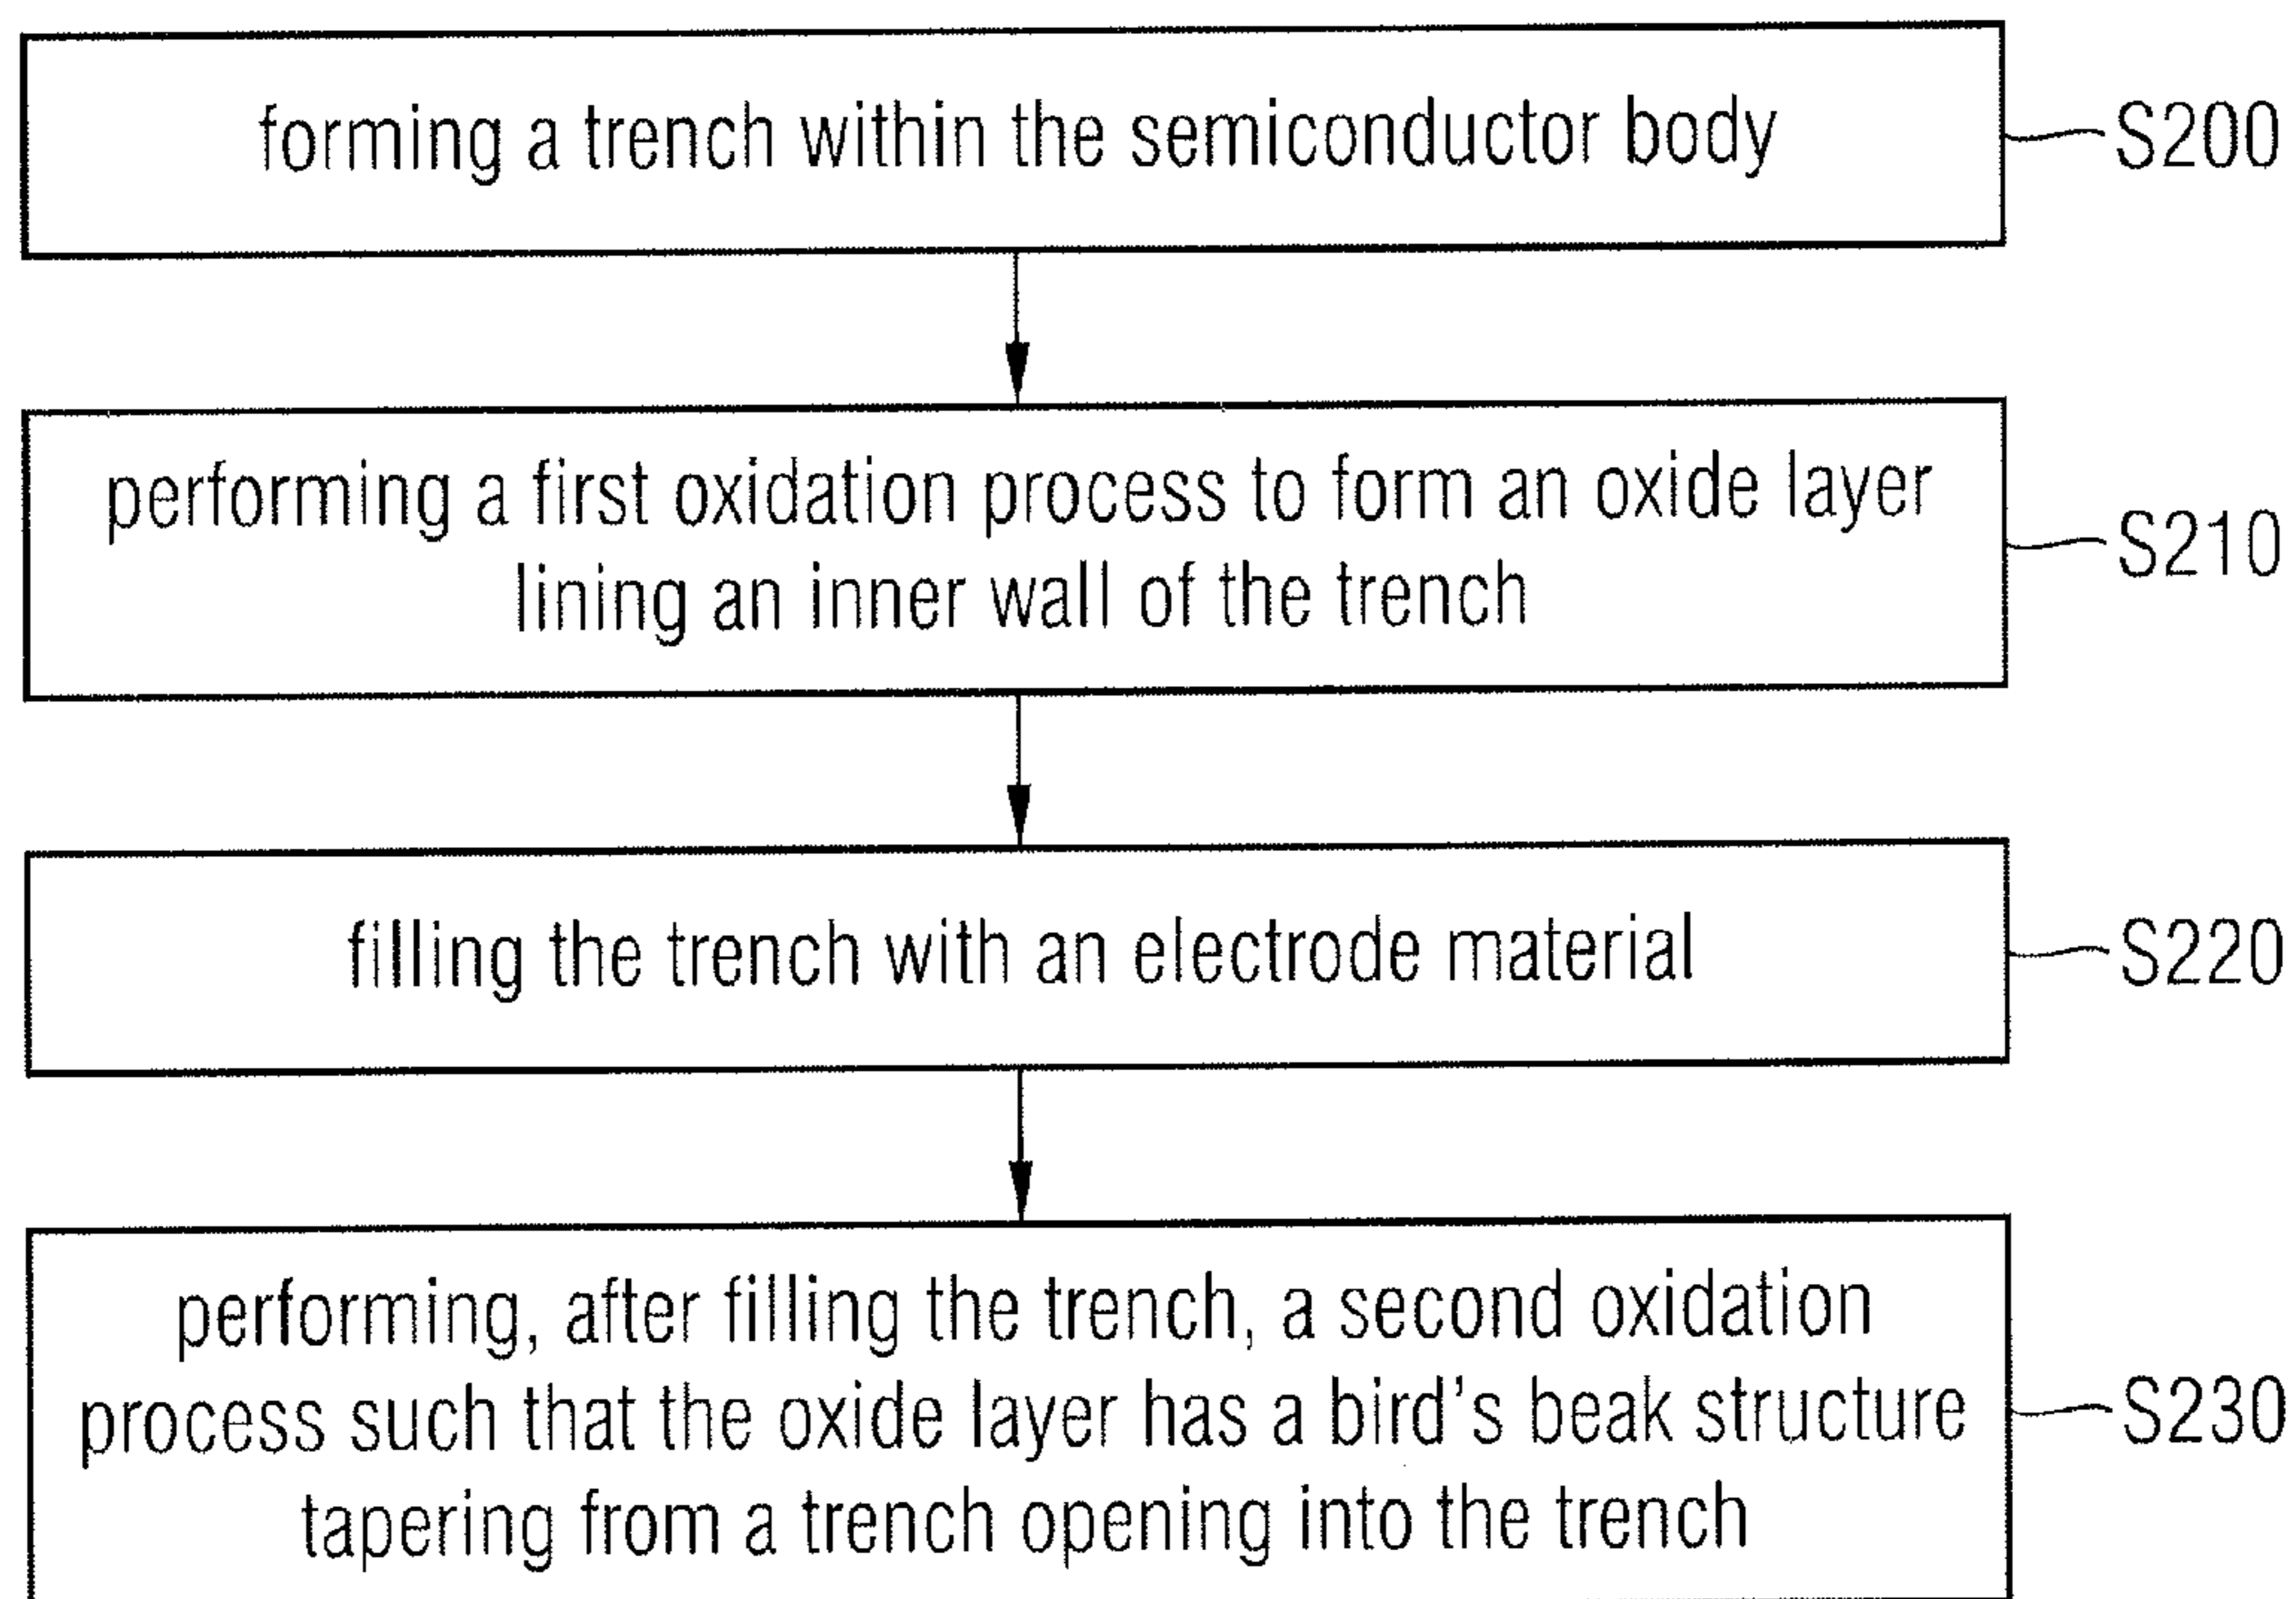 forming a trench within the semiconductor body
S200
performing a first oxidation process to form an oxide layer
lining an inner wall of the trench
S210
filling the trench with an electrode material
S220
performing, after filling the trench, a second oxidation
process such that the oxide layer has a bird's beak structure
tapering from a trench opening into the trench
S230